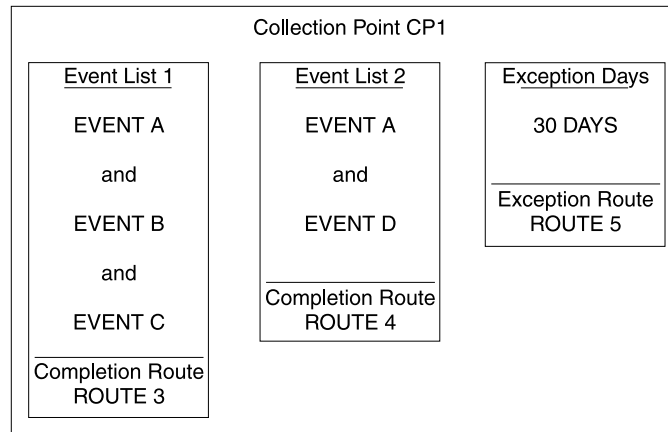 Collection Point CP1
Event List 1
EVENT A
and
EVENT B
and
EVENT C
Completion Route
ROUTE 3
Event List 2
EVENT A
and
EVENT D
Completion Route
ROUTE 4
Exception Days
30 DAYS
Exception Route
ROUTE 5